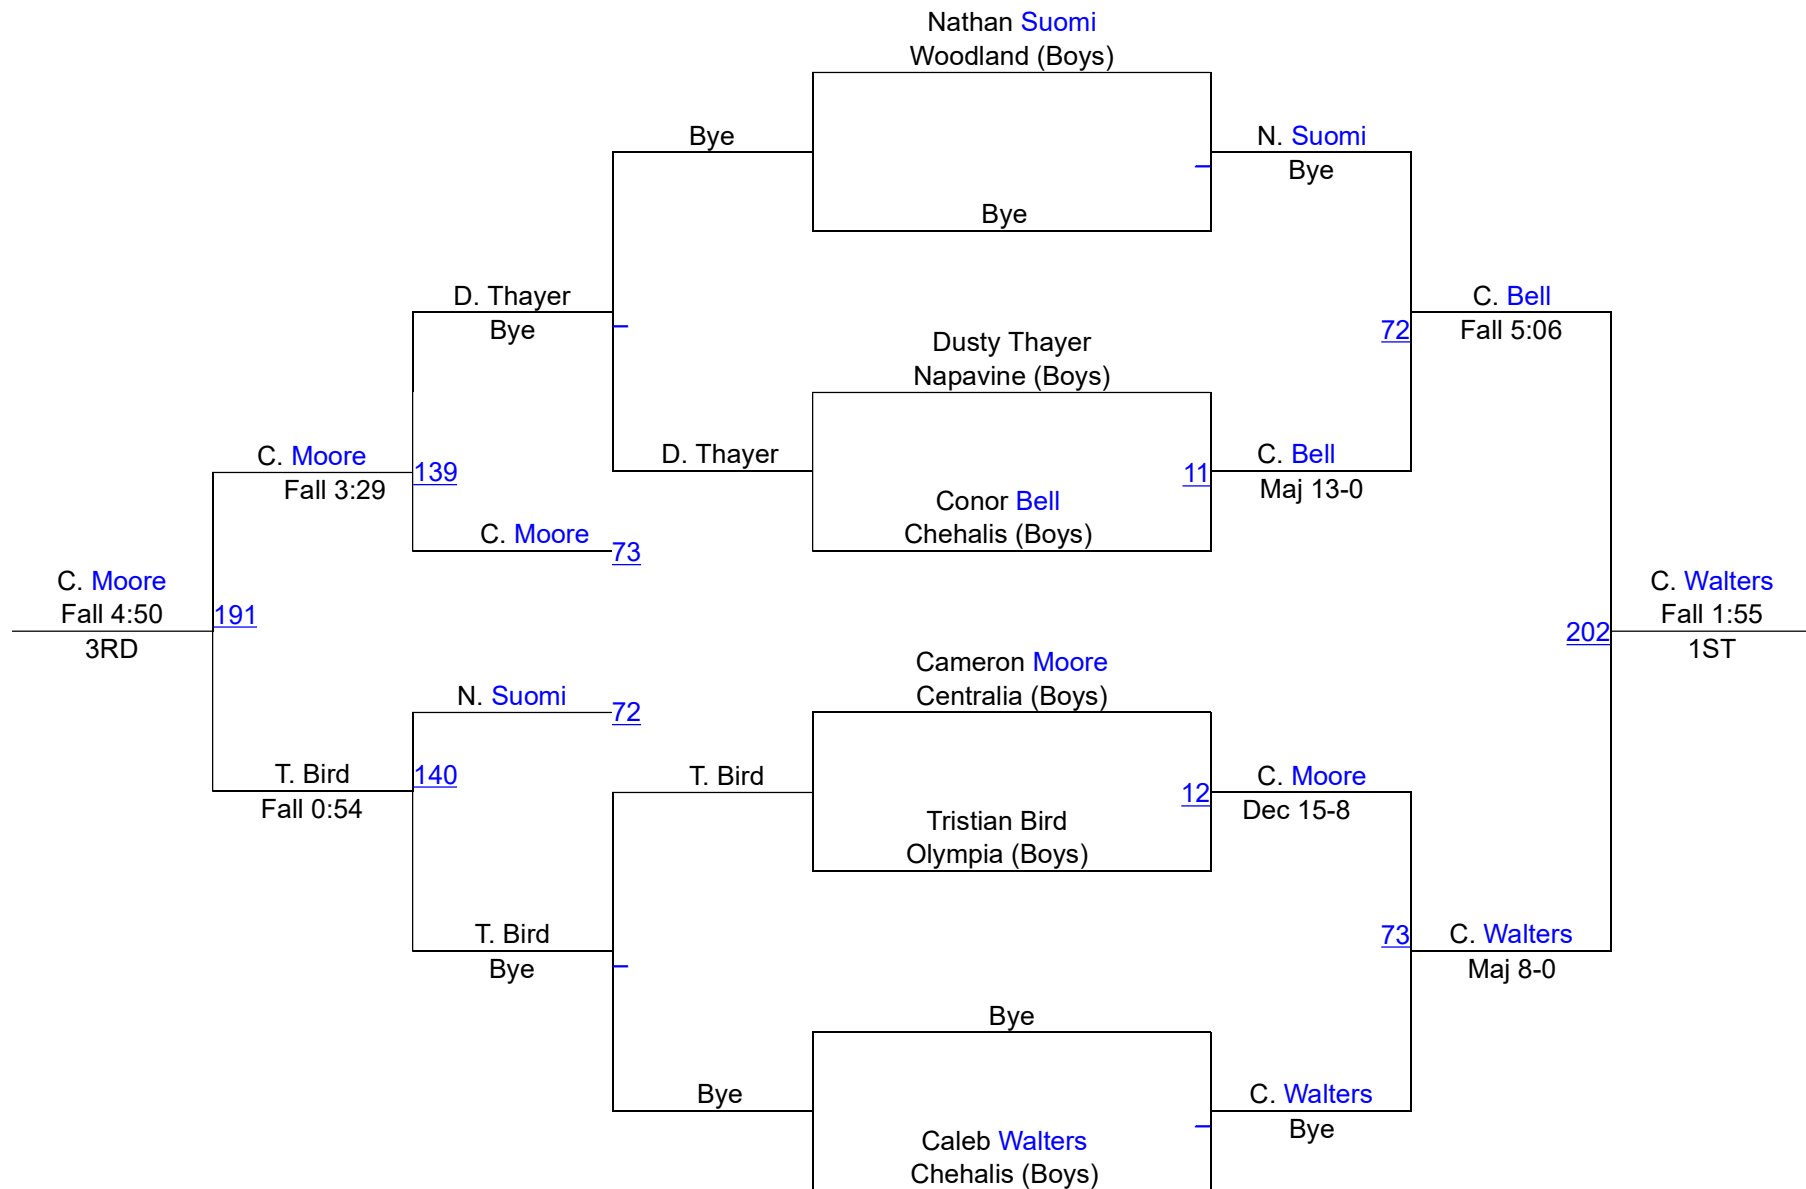 Nathan Suomi
Woodland (Boys)
Bye
N. Suomi
Bye
Bye
D. Thayer
Bye
C. Bell
Fall 5:06
72
Dusty Thayer
Napavine (Boys)
C. Moore
Fall 3:29
139
D. Thayer
11
C. Bell
Maj 13-0
Conor Bell
Chehalis (Boys)
C. Moore
73
C. Moore
Fall 4:50
3RD
191
C. Walters
Fall 1:55
1ST
202
Cameron Moore
Centralia (Boys)
N. Suomi
72
T. Bird
Fall 0:54
140
T. Bird
12
C. Moore
Dec 15-8
Tristian Bird
Olympia (Boys)
T. Bird
Bye
73
C. Walters
Maj 8-0
Bye
Bye
C. Walters
Bye
Caleb Walters
Chehalis (Boys)